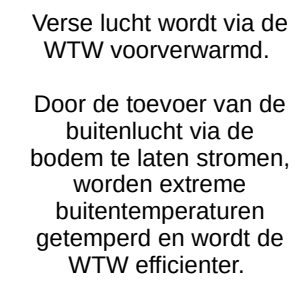 Verse lucht wordt via de
WTW voorverwarmd.
Door de toevoer van de
buitenlucht via de
bodem te laten stromen,
worden extreme
buitentemperaturen
getemperd en wordt de
WTW efficienter.